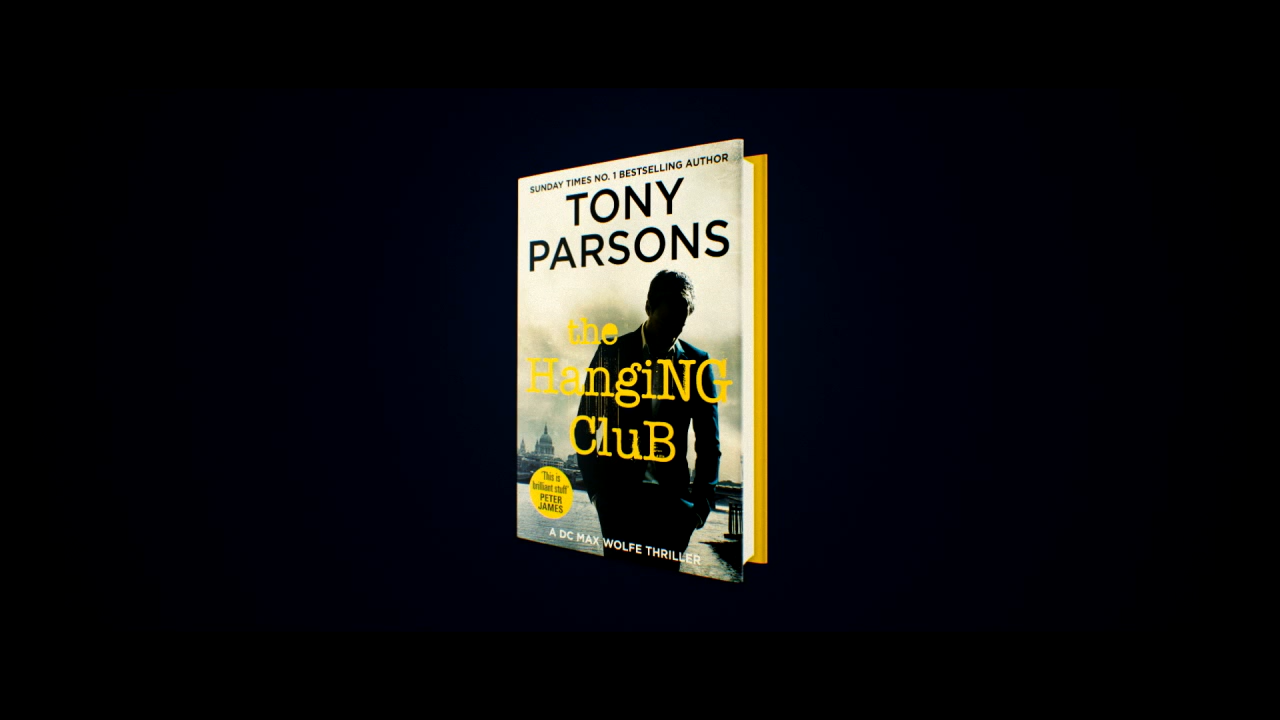 SUNDAY TIMES NO. 1 BESTSELLING AUTHOR
TONY
PARSONS
the
HangiNG
CluB
"This is
brilliant stuff"
PETER
JAMES
A DC MAX WOLFE THRILLER